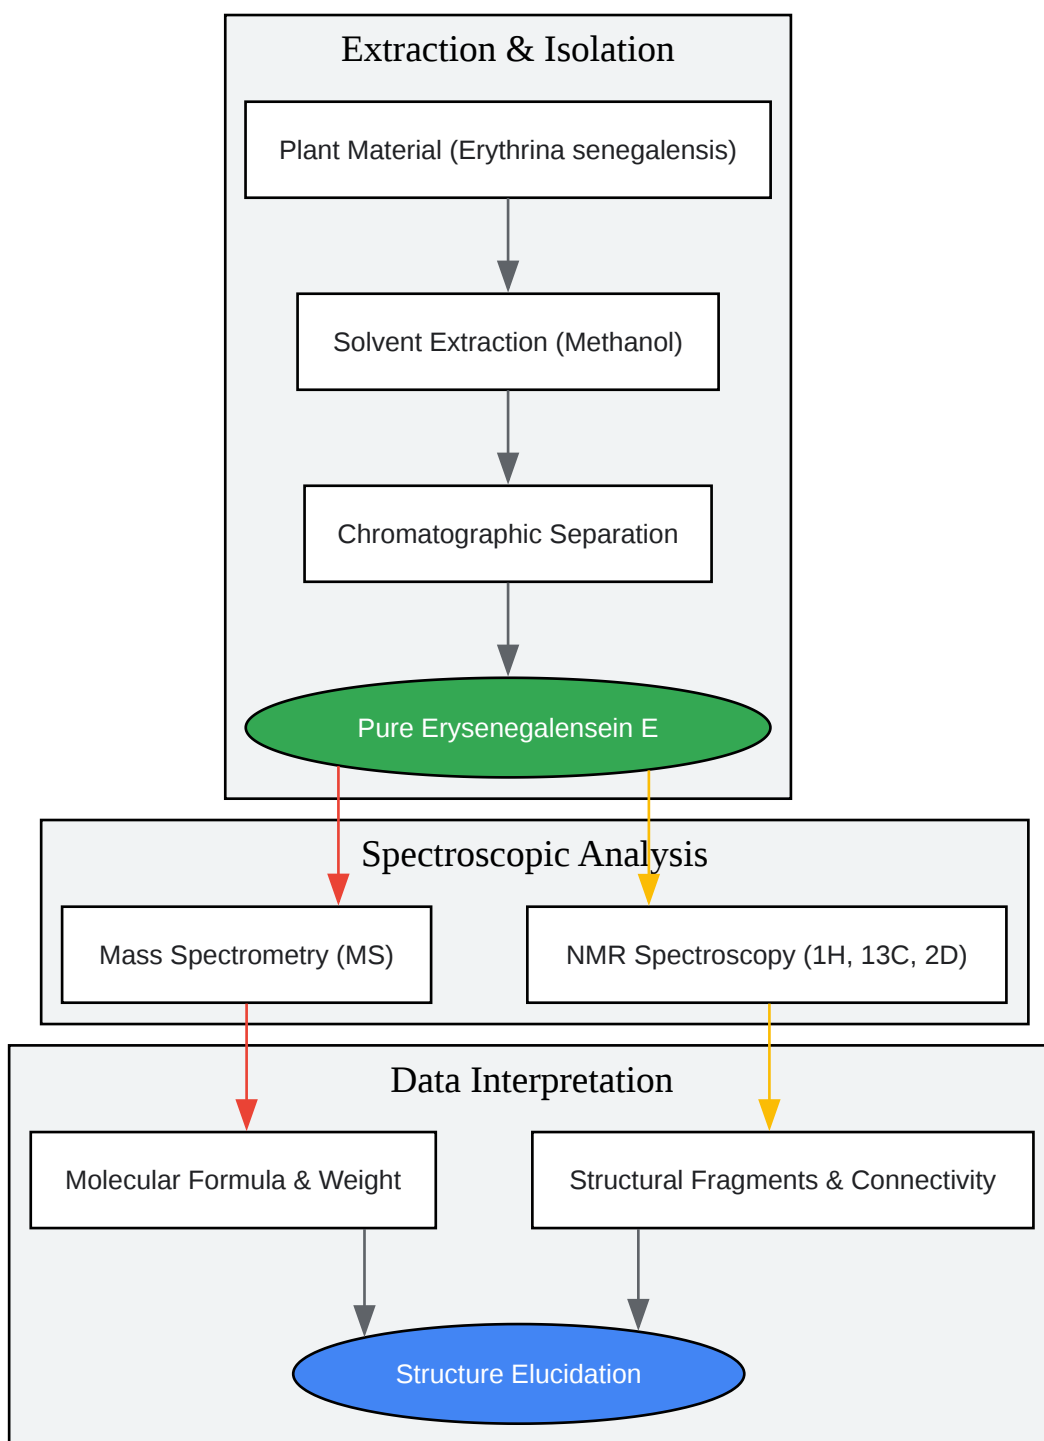 Extraction & Isolation
Plant Material (Erythrina senegalensis)
Solvent Extraction (Methanol)
Chromatographic Separation
Pure Erysenegalensein E
Spectroscopic Analysis
Mass Spectrometry (MS)
NMR Spectroscopy (1H, 13C, 2D)
Data Interpretation
Molecular Formula & Weight
Structural Fragments & Connectivity
Structure Elucidation